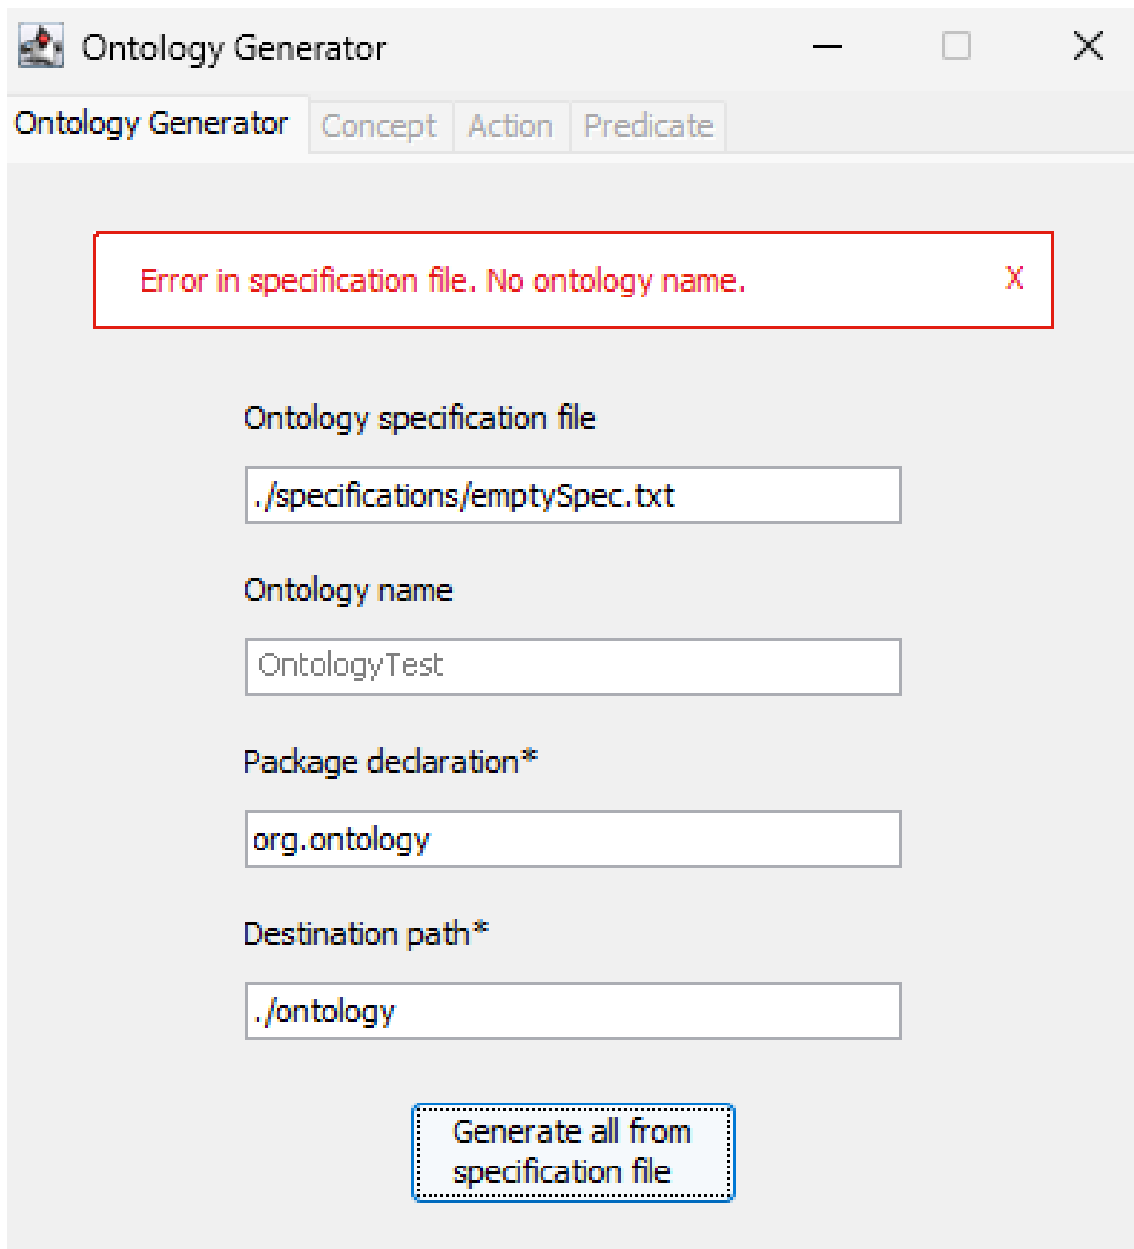 Ontology Generator
Ontology Generator Concept Action Predicate
Error in specification file. No ontology name. X
Ontology specification file
./specifications/emptySpec.txt
Ontology name
OntologyTest
Package declaration*
org.ontology
Destination path*
./ontology
Generate all from
specification file